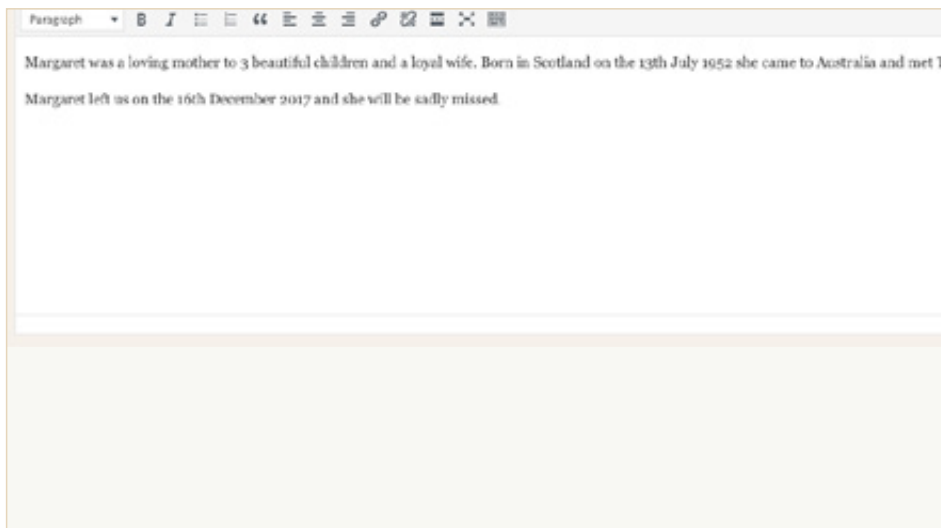 Paragraph B I “
Margaret was a loving mother to 3 beautiful children and a loyal wife. Born in Scotland on the 13th July 1952 she came to Australia and met
Margaret left us on the 16th December 2017 and she will be sadly missed.